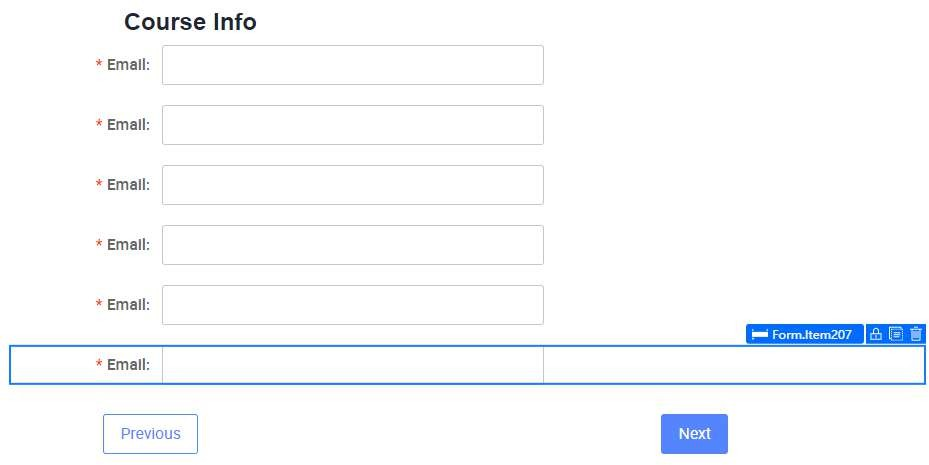 Course Info
* Email:
* Email:
* Email:
* Email:
* Email:
Form.Item207
* Email:
Previous
Next